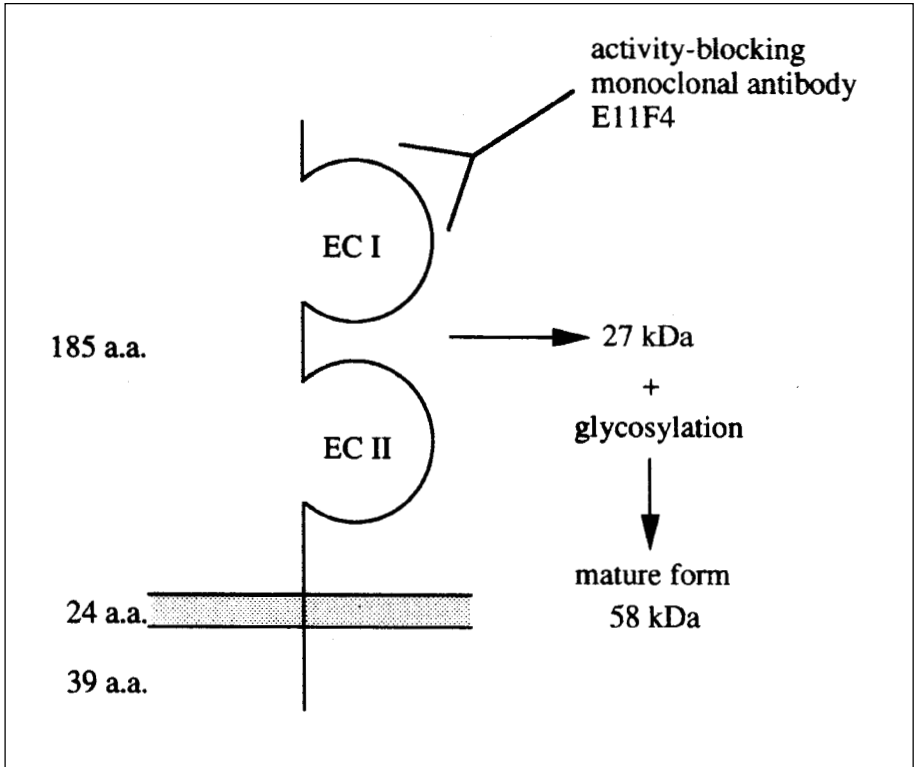 activity-blocking
monoclonal antibody
E11F4
EC I
185 a.a.
27 kDa
+
glycosylation
EC II
mature form
58 kDa
24 a.a.
39 a.a.